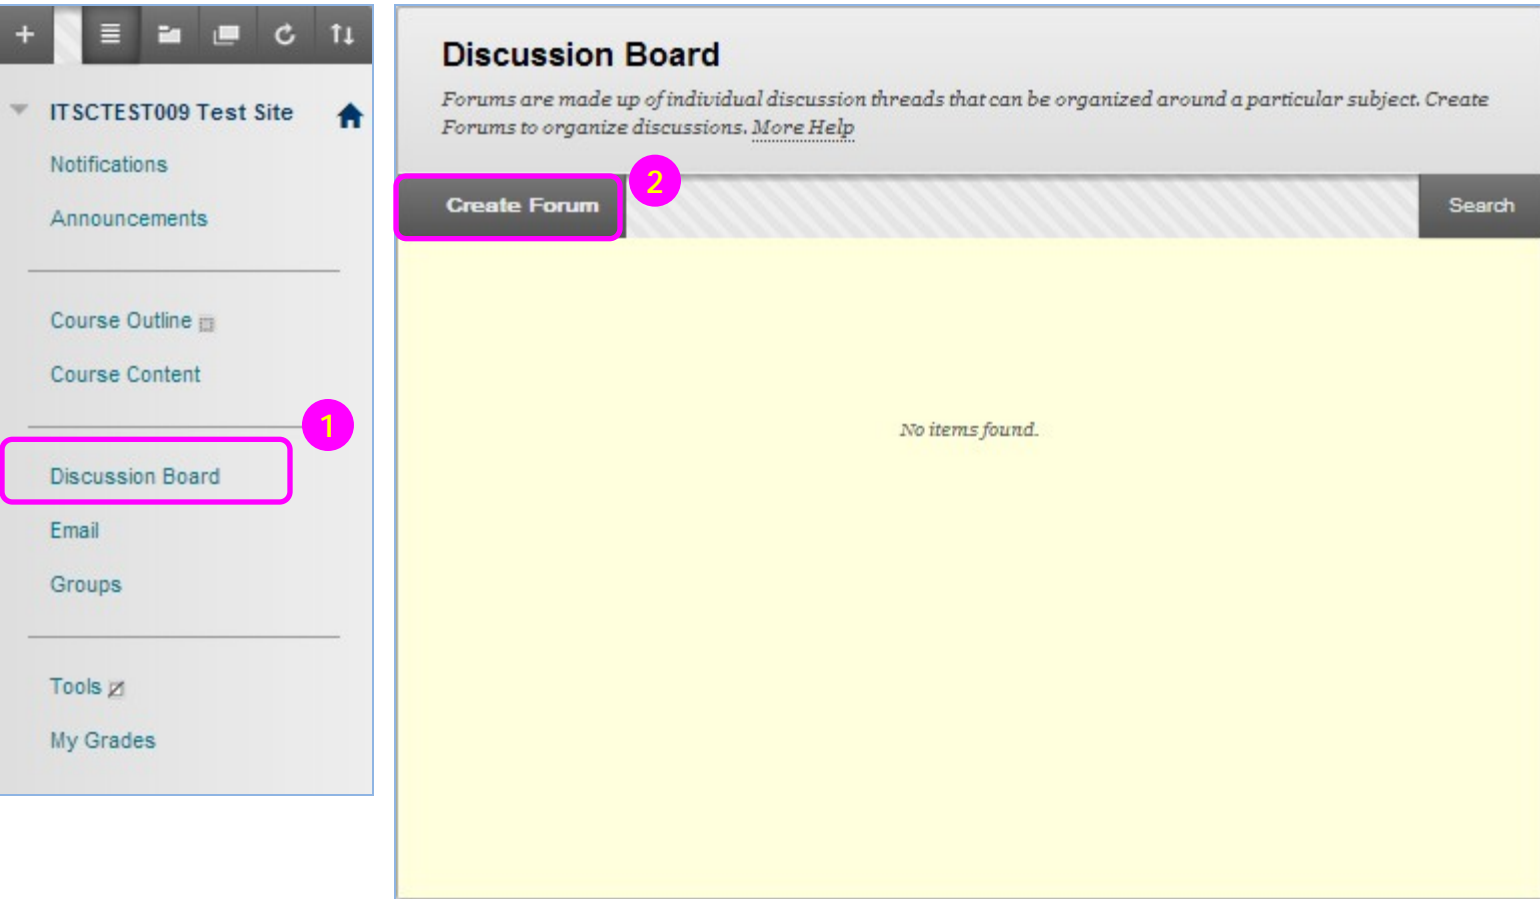 ITSCTEST009 Test Site
Notifications
Announcements
Course Outline
Course Content
1
Discussion Board
Email
Groups
Tools
My Grades
Discussion Board
Forums are made up of individual discussion threads that can be organized around a particular subject. Create
Forums to organize discussions. More Help
2
Create Forum
Search
No items found.